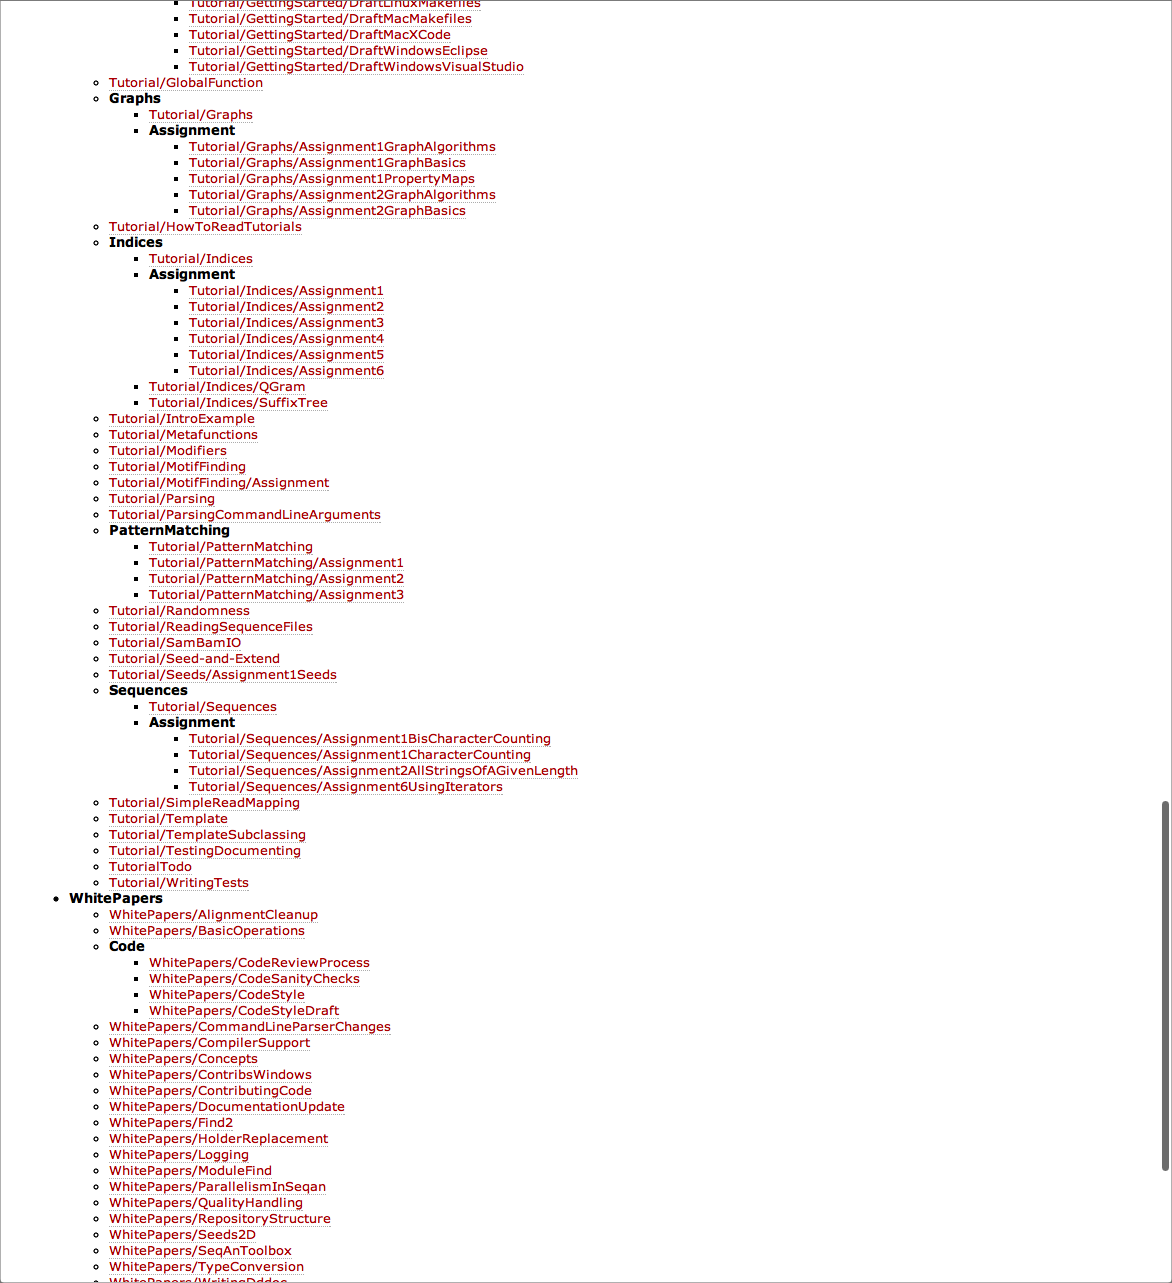 Tutorial/GettingStarted/DraftLinuxMakefiles
Tutorial/GettingStarted/DraftMacMakefiles
Tutorial/GettingStarted/DraftMacXCode
Tutorial/GettingStarted/DraftWindowsEclipse
Tutorial/GettingStarted/DraftWindowsVisualStudio
Tutorial/GlobalFunction
Graphs
Tutorial/Graphs
Assignment
Tutorial/Graphs/Assignment1GraphAlgorithms
Tutorial/Graphs/Assignment1GraphBasics
Tutorial/Graphs/Assignment1PropertyMaps
Tutorial/Graphs/Assignment2GraphAlgorithms
Tutorial/Graphs/Assignment2GraphBasics
Tutorial/HowToReadTutorials
Indices
Tutorial/Indices
Assignment
Tutorial/Indices/Assignment1
Tutorial/Indices/Assignment2
Tutorial/Indices/Assignment3
Tutorial/Indices/Assignment4
Tutorial/Indices/Assignment5
Tutorial/Indices/Assignment6
Tutorial/Indices/QGram
Tutorial/Indices/SuffixTree
Tutorial/IntroExample
Tutorial/Metafunctions
Tutorial/Modifiers
Tutorial/MotifFinding
Tutorial/MotifFinding/Assignment
Tutorial/Parsing
Tutorial/ParsingCommandLineArguments
PatternMatching
Tutorial/PatternMatching
Tutorial/PatternMatching/Assignment1
Tutorial/PatternMatching/Assignment2
Tutorial/PatternMatching/Assignment3
Tutorial/Randomness
Tutorial/ReadingSequenceFiles
Tutorial/SamBamIO
Tutorial/Seed-and-Extend
Tutorial/Seeds/Assignment1Seeds
Sequences
Tutorial/Sequences
Assignment
Tutorial/Sequences/Assignment1BisCharacterCounting
Tutorial/Sequences/Assignment1CharacterCounting
Tutorial/Sequences/Assignment2AllStringsOfAGivenLength
Tutorial/Sequences/Assignment6UsingIterators
Tutorial/SimpleReadMapping
Tutorial/Template
Tutorial/TemplateSubclassing
Tutorial/TestingDocumenting
TutorialTodo
Tutorial/WritingTests
WhitePapers
WhitePapers/AlignmentCleanup
WhitePapers/BasicOperations
Code
WhitePapers/CodeReviewProcess
WhitePapers/CodeSanityChecks
WhitePapers/CodeStyle
WhitePapers/CodeStyleDraft
WhitePapers/CommandLineParserChanges
WhitePapers/CompilerSupport
WhitePapers/Concepts
WhitePapers/ContribsWindows
WhitePapers/ContributingCode
WhitePapers/DocumentationUpdate
WhitePapers/Find2
WhitePapers/HolderReplacement
WhitePapers/Logging
WhitePapers/ModuleFind
WhitePapers/ParallelismInSeqan
WhitePapers/QualityHandling
WhitePapers/RepositoryStructure
WhitePapers/Seeds2D
WhitePapers/SeqAnToolbox
WhitePapers/TypeConversion